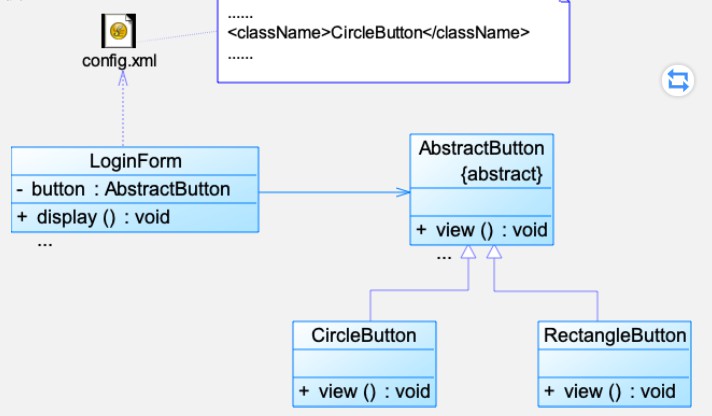 ......
<className>CircleButton</className>
......
config.xml
LoginForm
- button : AbstractButton
+ display () : void
...
AbstractButton
{abstract}
+ view () : void
...
CircleButton
+ view () : void
RectangleButton
+ view () : void